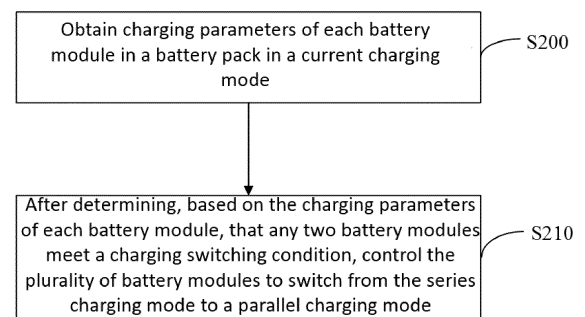 Obtain charging parameters of each battery
module in a battery pack in a current charging
mode
S200
After determining, based on the charging parameters
of each battery module, that any two battery modules
meet a charging switching condition, control the
plurality of battery modules to switch from the series
charging mode to a parallel charging mode
S210